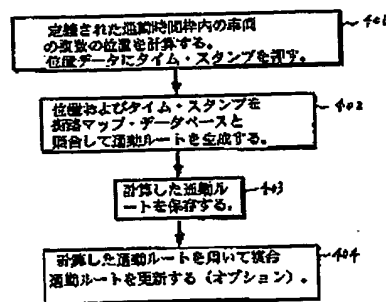 定義された通勤時間枠内の車両
の複数の位置を計算する。
位置データにタイム・スタンプを押す。
401
位置およびタイム・スタンプを
街路マップ・データベースと
照合して通勤ルートを生成する。
402
計算した通勤ル
ートを保存する。
403
計算した通勤ルートを用いて複合
通勤ルートを更新する（オプション）。
404